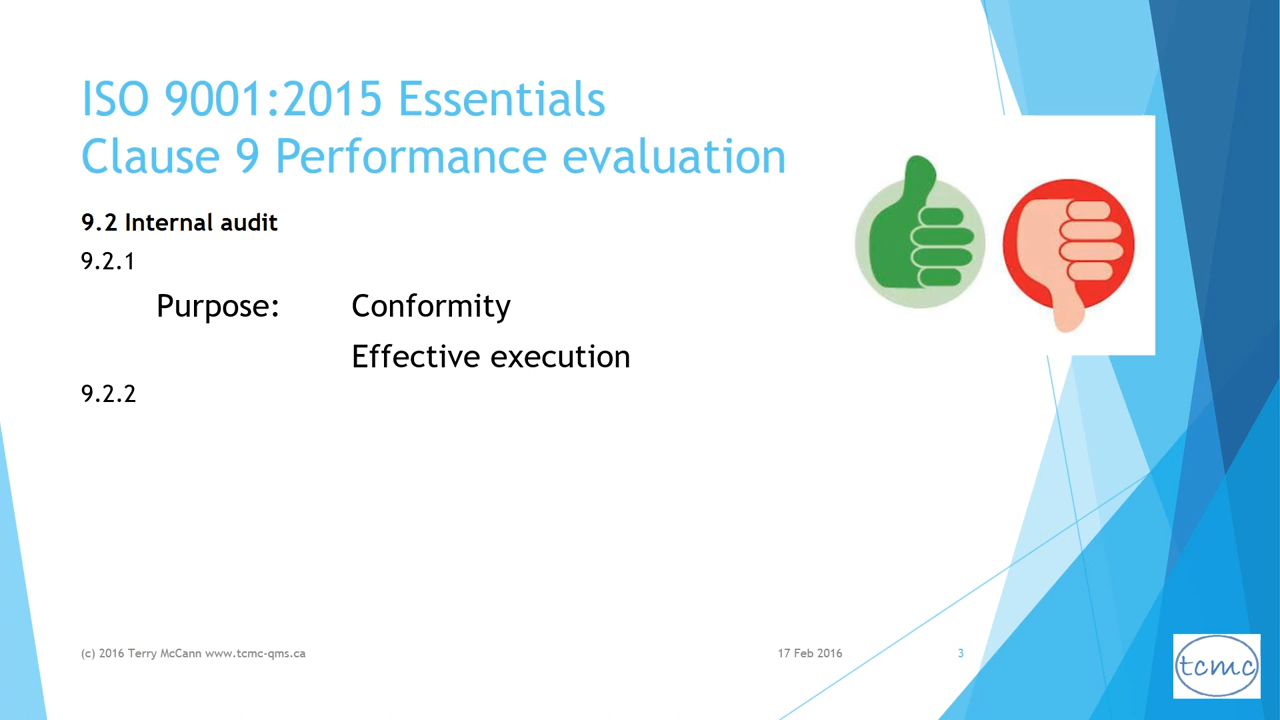 ISO 9001:2015 Essentials
Clause 9 Performance evaluation
9.2 Internal audit
9.2.1
Purpose: Conformity
Effective execution
9.2.2
(c) 2016 Terry McCann www.tcmc-qms.ca 17 Feb 2016 3
tcmc